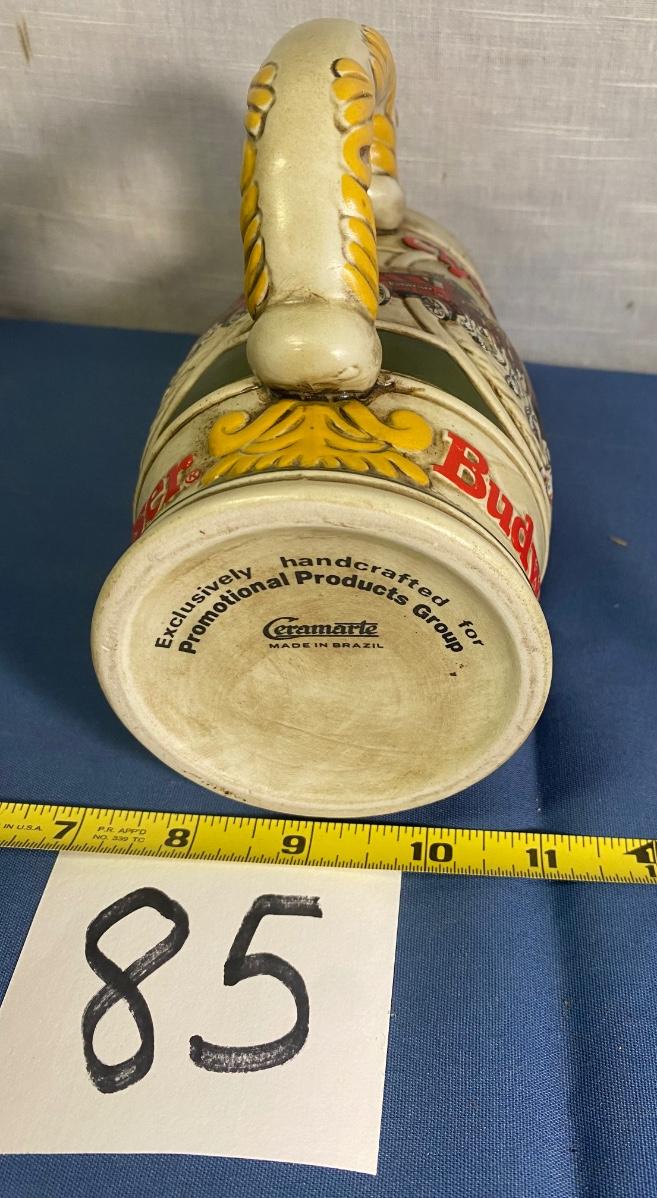 ser®
Budw
Exclusively handcrafted for
Promotional Products Group
Ceramarte
MADE IN BRAZIL
IN U.S.A. 7 P.R. APP'D 8 9 10 11
NO. 339 TC
85